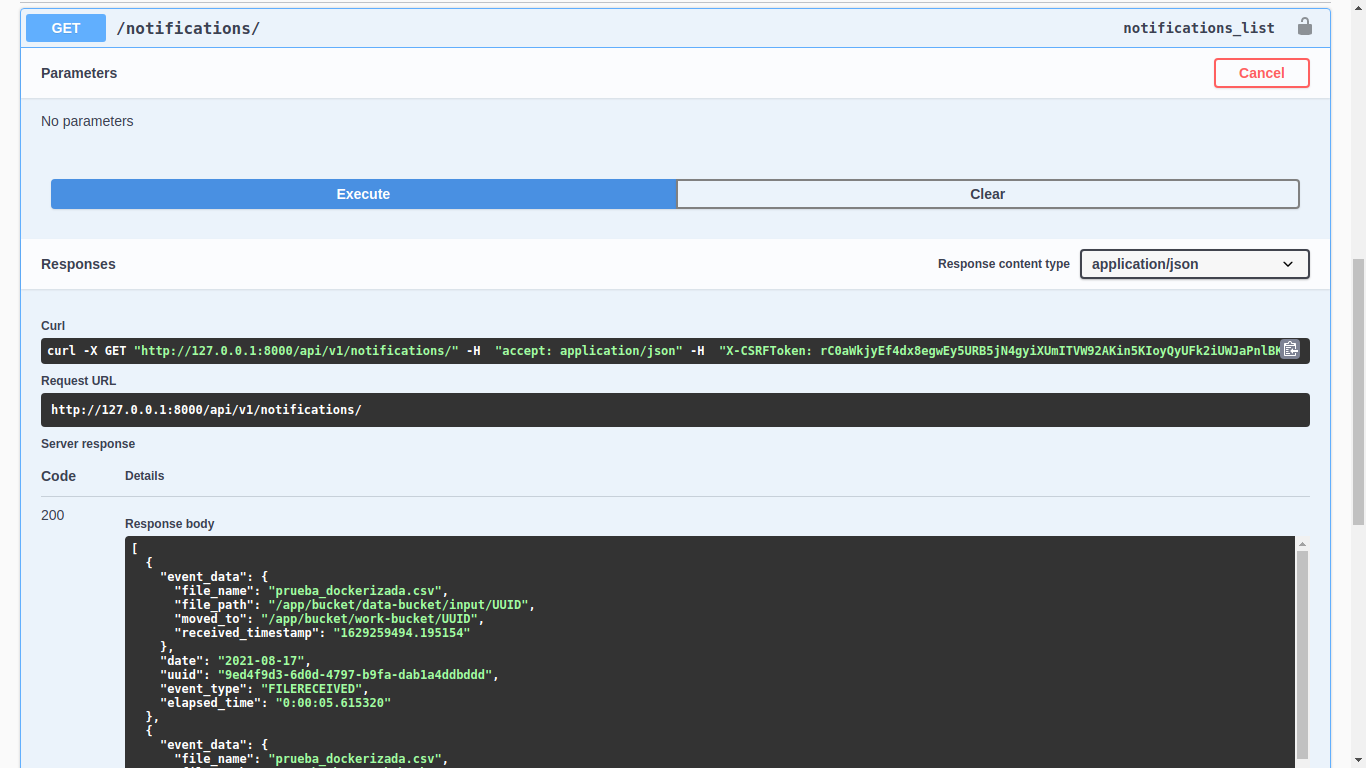 GET /notifications/ notifications_list
Parameters Cancel
No parameters
Execute Clear
Responses Response content type application/json
Curl
curl -X GET "http://127.0.0.1:8000/api/v1/notifications/" -H  "accept: application/json" -H  "X-CSRFToken: rC0aWkjyEf4dx8egwEy5URB5jN4gyiXUmITVW92AKin5KIoyQyUFk2iUWJaPnlBK
Request URL
http://127.0.0.1:8000/api/v1/notifications/
Server response
Code Details
200
Response body
[
  {
    "event_data": {
      "file_name": "prueba_dockerizada.csv",
      "file_path": "/app/bucket/data-bucket/input/UUID",
      "moved_to": "/app/bucket/work-bucket/UUID",
      "received_timestamp": "1629259494.195154"
    },
    "date": "2021-08-17",
    "uuid": "9ed4f9d3-6d0d-4797-b9fa-dab1a4ddbddd",
    "event_type": "FILERECEIVED",
    "elapsed_time": "0:00:05.615320"
  },
  {
    "event_data": {
      "file_name": "prueba_dockerizada.csv",